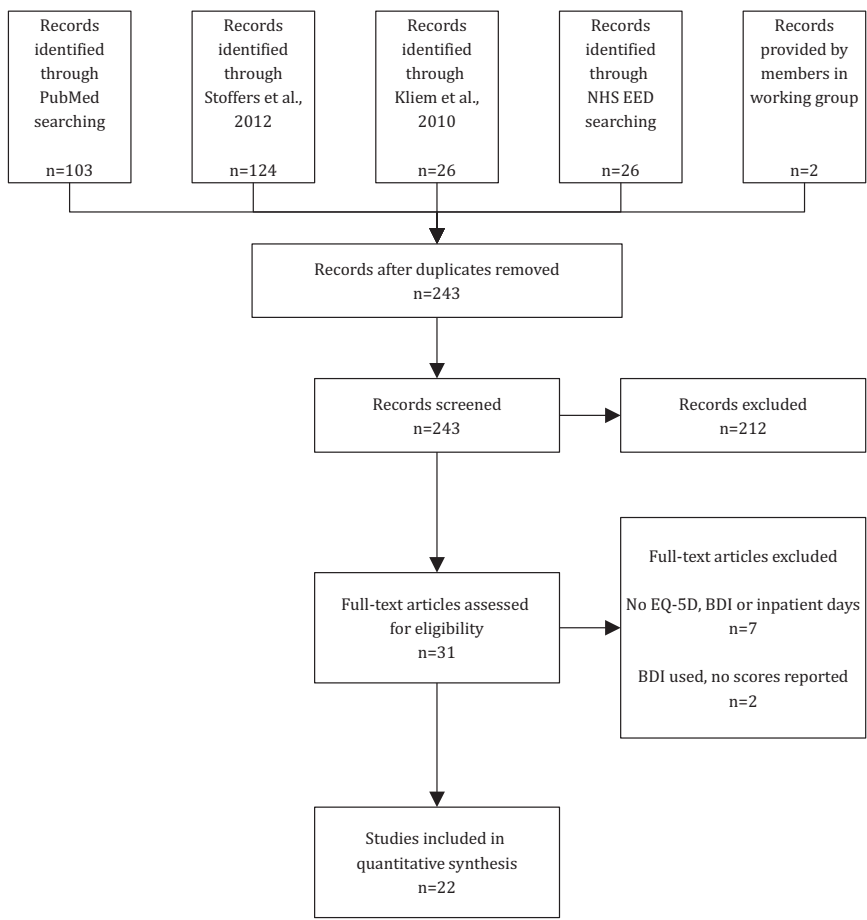 Records
identified
through
PubMed
searching
n=103
Records
identified
through
Stoffers et al.,
2012
n=124
Records
identified
through
Kliem et al.,
2010
n=26
Records
identified
through
NHS EED
searching
n=26
Records
provided by
members in
working group
n=2
Records after duplicates removed
n=243
Records screened
n=243
Records excluded
n=212
Full-text articles assessed
for eligibility
n=31
Full-text articles excluded
No EQ-5D, BDI or inpatient days
n=7
BDI used, no scores reported
n=2
Studies included in
quantitative synthesis
n=22